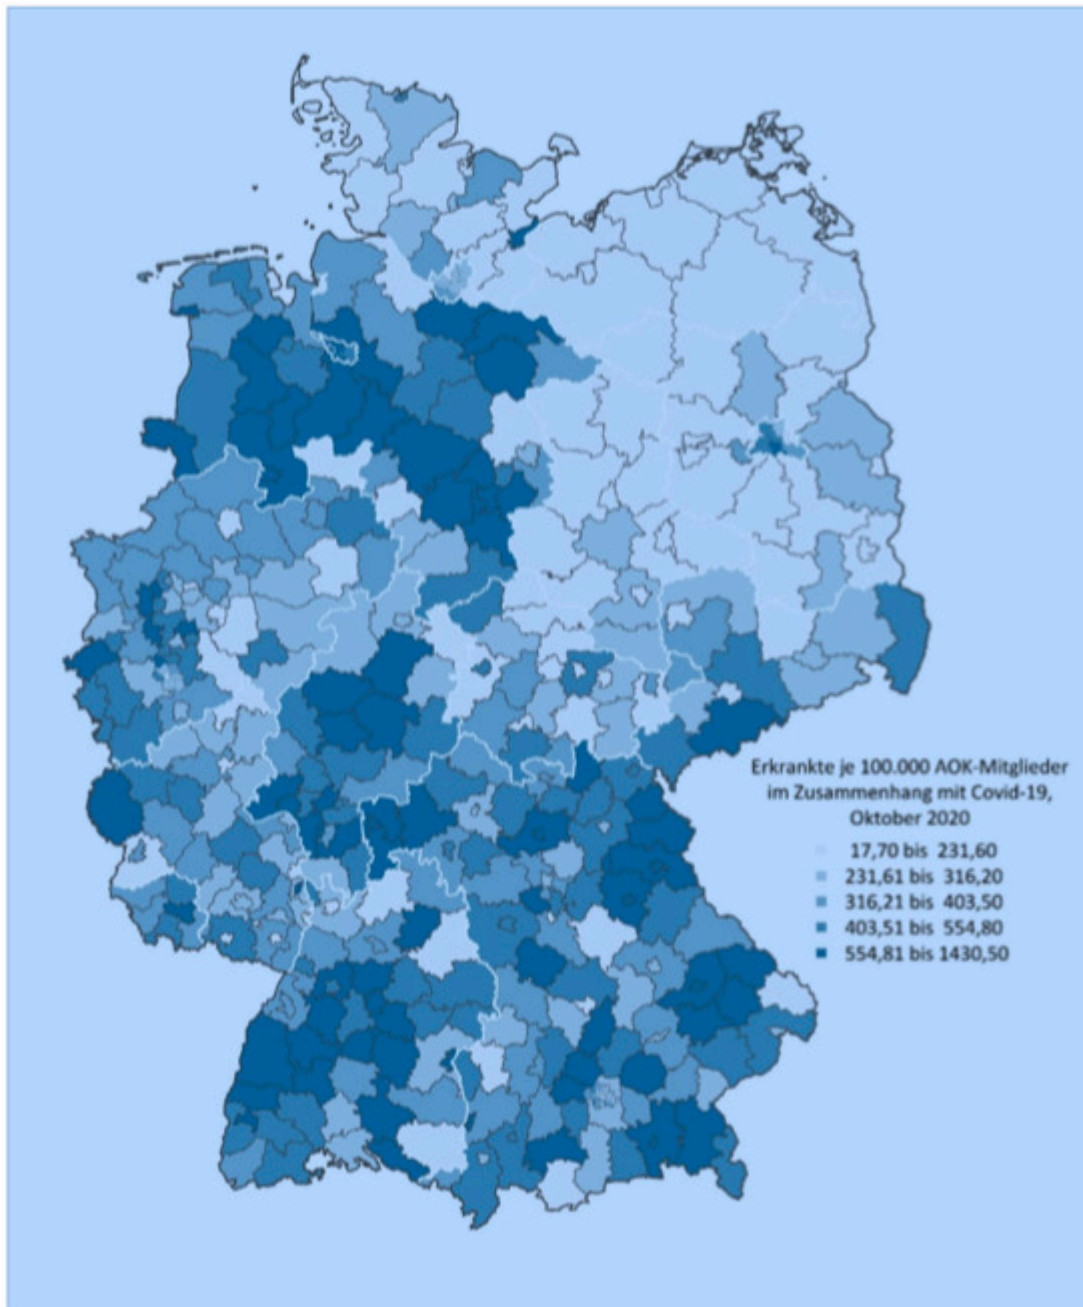 Erkrankte je 100.000 AOK-Mitglieder
im Zusammenhang mit Covid-19,
Oktober 2020
17,70 bis 231,60
231,61 bis 316,20
316,21 bis 403,50
403,51 bis 554,80
554,81 bis 1430,50